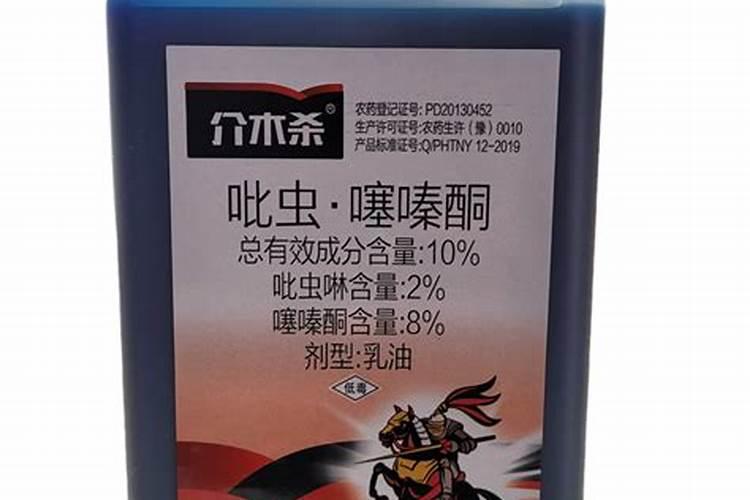 介木杀®
农药登记证号: PD20130452
生产许可证号:农药生许(豫)0010
产品标准证号:Q/PHTNY 12-2019
吡虫·噻嗪酮
总有效成分含量:10%
吡虫啉含量:2%
噻嗪酮含量:8%
剂型:乳油
低毒